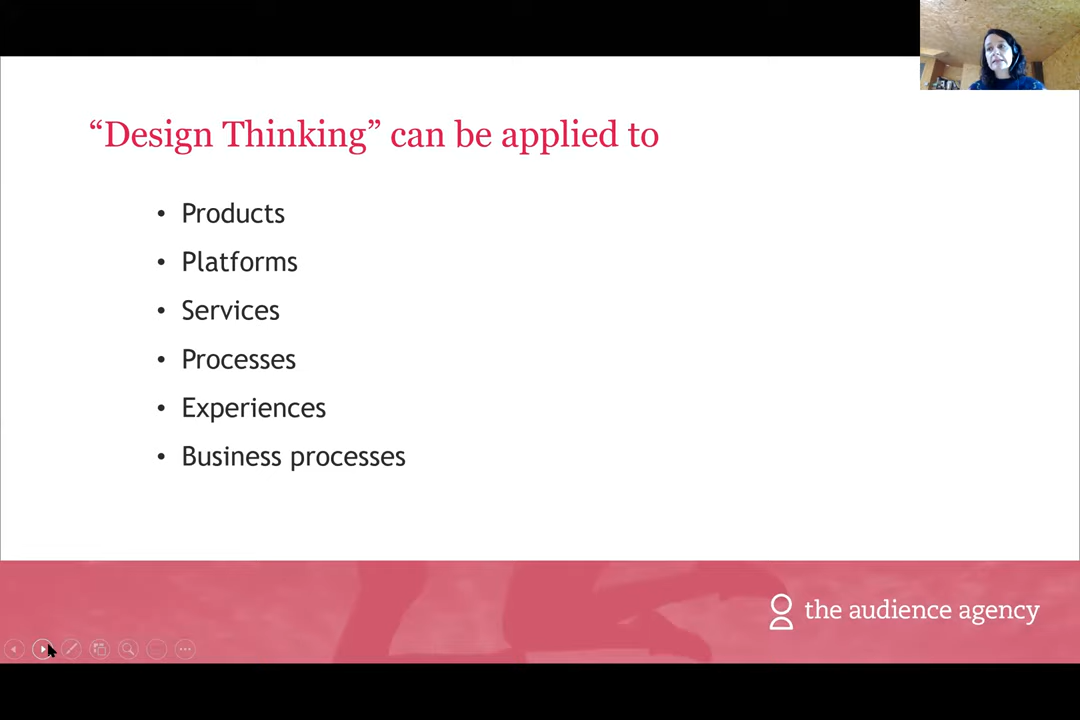 “Design Thinking” can be applied to
• Products
• Platforms
• Services
• Processes
• Experiences
• Business processes
the audience agency